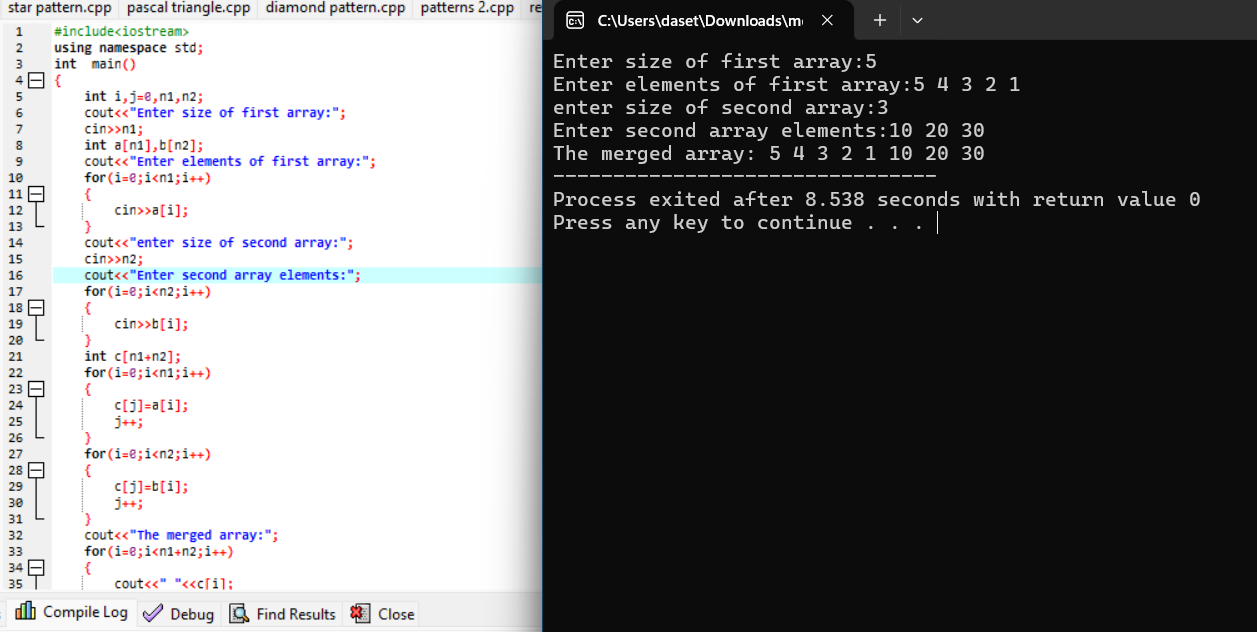 star pattern.cpp pascal triangle.cpp diamond pattern.cpp patterns 2.cpp re
1 #include<iostream>
2 using namespace std;
3 int  main()
4 {
5     int i,j=0,n1,n2;
6     cout<<"Enter size of first array:";
7     cin>>n1;
8     int a[n1],b[n2];
9     cout<<"Enter elements of first array:";
10     for(i=0;i<n1;i++)
11     {
12         cin>>a[i];
13     }
14     cout<<"enter size of second array:";
15     cin>>n2;
16     cout<<"Enter second array elements:";
17     for(i=0;i<n2;i++)
18     {
19         cin>>b[i];
20     }
21     int c[n1+n2];
22     for(i=0;i<n1;i++)
23     {
24         c[j]=a[i];
25         j++;
26     }
27     for(i=0;i<n2;i++)
28     {
29         c[j]=b[i];
30         j++;
31     }
32     cout<<"The merged array:";
33     for(i=0;i<n1+n2;i++)
34     {
35         cout<<" "<<c[i];
Compile Log Debug Find Results Close
C:\Users\daset\Downloads\m
Enter size of first array:5
Enter elements of first array:5 4 3 2 1
enter size of second array:3
Enter second array elements:10 20 30
The merged array: 5 4 3 2 1 10 20 30
--------------------------------
Process exited after 8.538 seconds with return value 0
Press any key to continue . . .